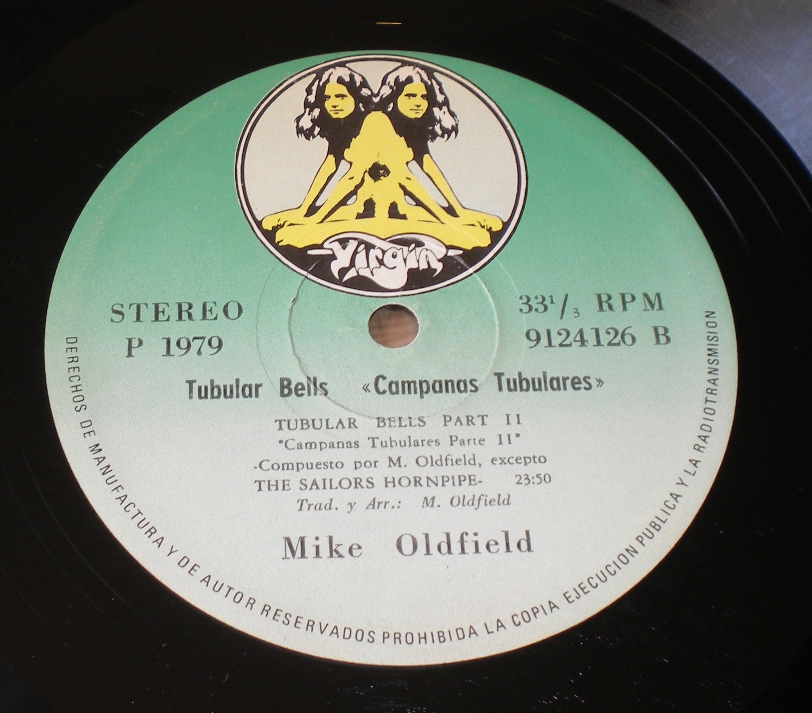 Virgin
STEREO
33 1/3 RPM
P 1979
9124126 B
Tubular Bells «Campanas Tubulares»
TUBULAR BELLS PART II
"Campanas Tubulares Parte II"
-Compuesto por M. Oldfield, excepto
THE SAILORS HORNPIPE- 23:50
Trad. y Arr.: M. Oldfield
Mike Oldfield
DERECHOS DE MANUFACTURA Y DE AUTOR RESERVADOS PROHIBIDA LA COPIA EJECUCION PUBLICA Y LA RADIOTRANSMISION